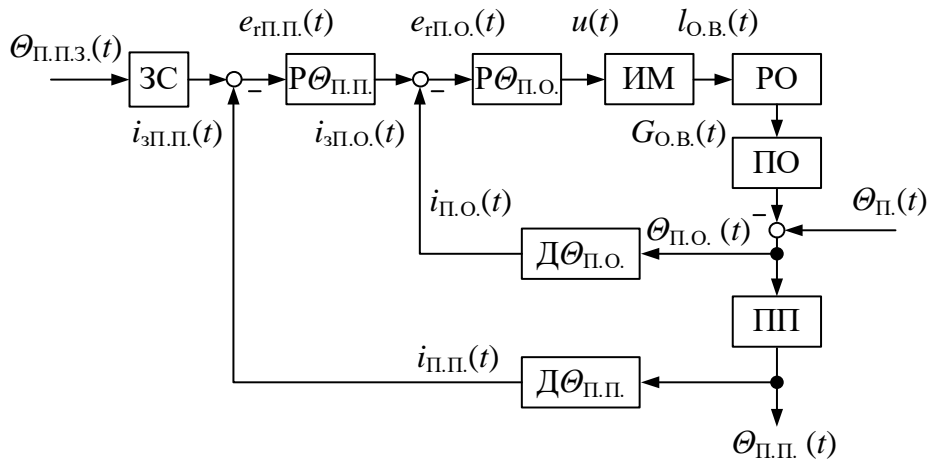 e_{rП.П.}(t) e_{rП.О.}(t) u(t) l_{О.В.}(t)
Θ_{П.П.З.}(t)
ЗС − РΘ_{П.П.} − РΘ_{П.О.} ИМ РО
i_{зП.П.}(t) i_{зП.О.}(t) G_{О.В.}(t)
ПО
i_{П.О.}(t) Θ_{П.О.}(t) − Θ_{П.}(t)
ДΘ_{П.О.}
ПП
i_{П.П.}(t)
ДΘ_{П.П.}
Θ_{П.П.}(t)